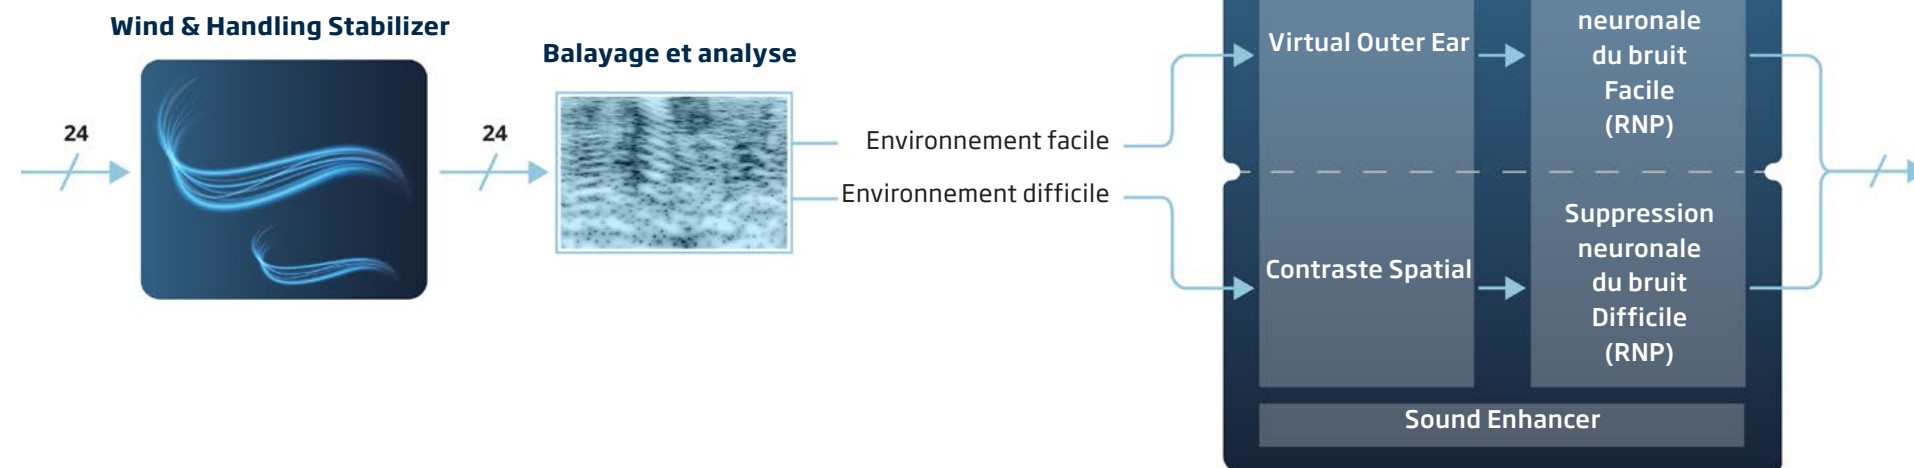 Wind & Handling Stabilizer
24
24
Balayage et analyse
Environnement facile
Environnement difficile
Virtual Outer Ear
neuronale
du bruit
Facile
(RNP)
Contraste Spatial
Suppression
neuronale
du bruit
Difficile
(RNP)
Sound Enhancer